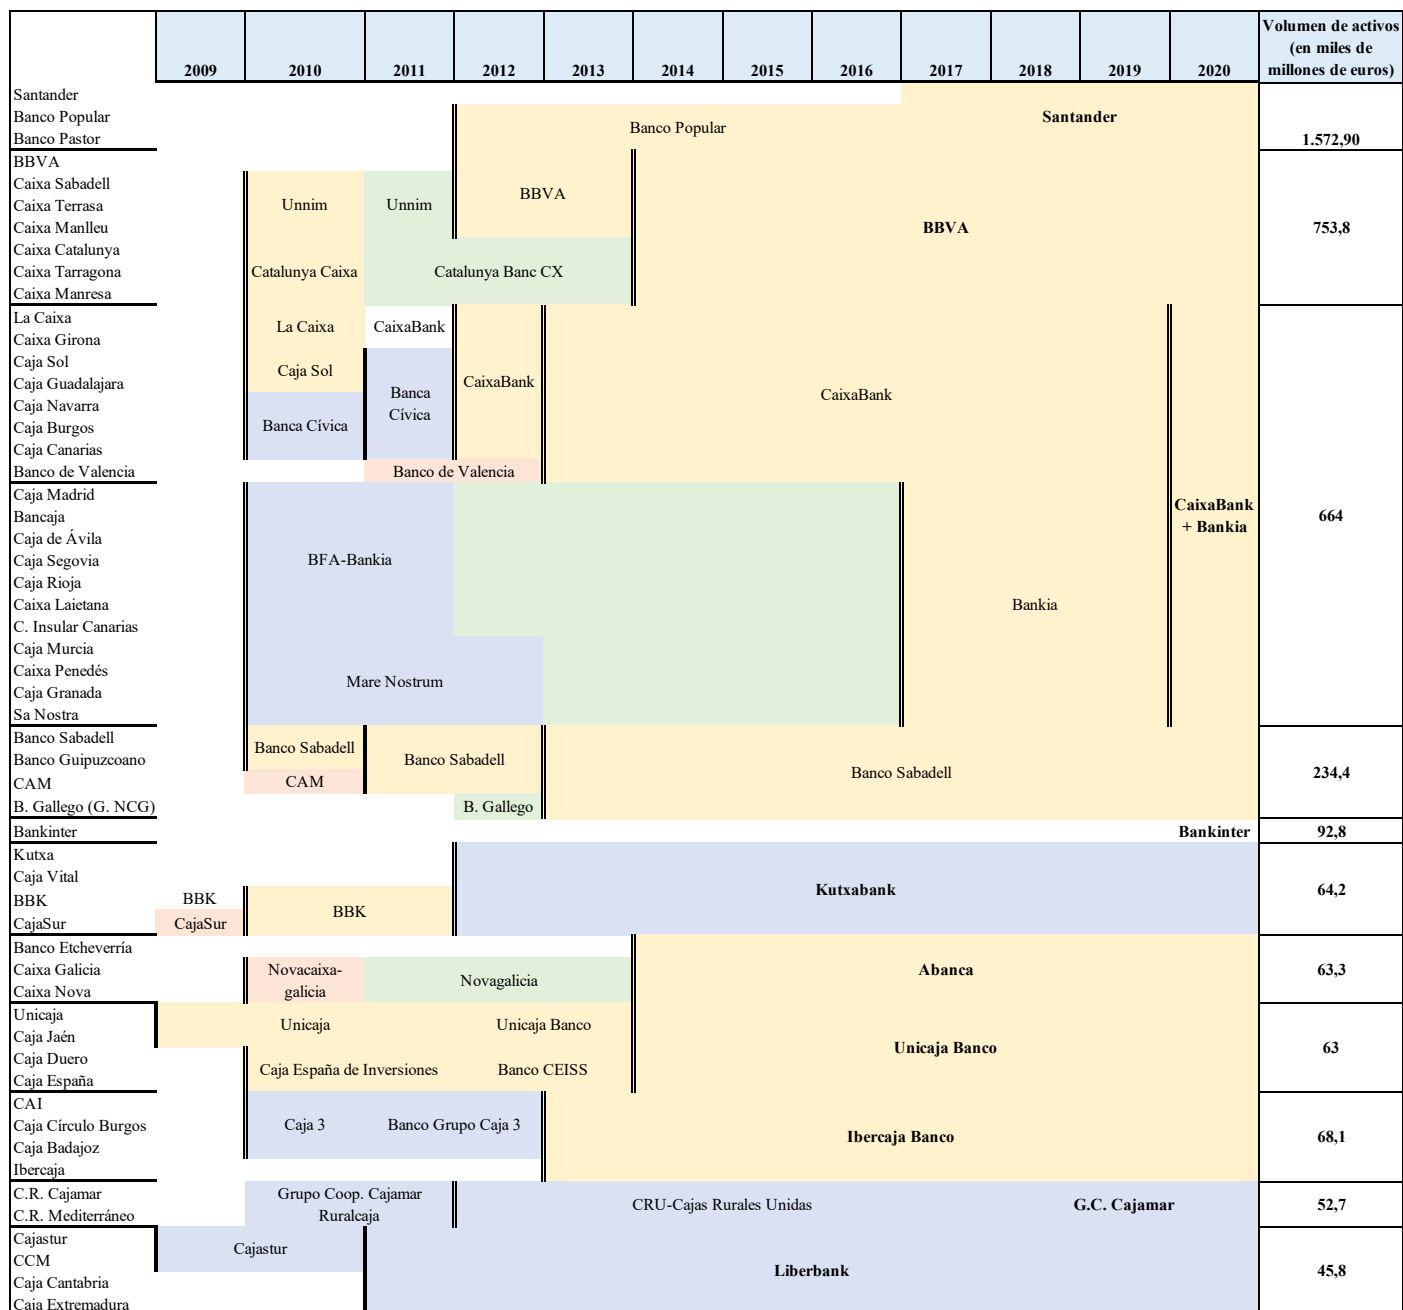 Volumen de activos
(en miles de
millones de euros)
2009 2010 2011 2012 2013 2014 2015 2016 2017 2018 2019 2020
Santander
Banco Popular Santander
Banco Popular
Banco Pastor 1.572,90
BBVA
Caixa Sabadell
BBVA
Caixa Terrasa Unnim Unnim
Caixa Manlleu BBVA 753,8
Caixa Catalunya
Caixa Tarragona Catalunya Caixa Catalunya Banc CX
Caixa Manresa
La Caixa
La Caixa CaixaBank
Caixa Girona
Caja Sol
Caja Sol
CaixaBank
Caja Guadalajara
Banca
Cívica
CaixaBank
Caja Navarra
Caja Burgos Banca Cívica
Caja Canarias
Banco de Valencia Banco de Valencia
Caja Madrid
CaixaBank
+ Bankia
664
Bancaja
Caja de Ávila
BFA-Bankia
Caja Segovia
Caja Rioja
Caixa Laietana Bankia
C. Insular Canarias
Caja Murcia
Caixa Penedés
Mare Nostrum
Caja Granada
Sa Nostra
Banco Sabadell
Banco Sabadell
Banco Guipuzcoano Banco Sabadell
Banco Sabadell 234,4
CAM CAM
B. Gallego (G. NCG) B. Gallego
Bankinter Bankinter 92,8
Kutxa
Caja Vital
Kutxabank 64,2
BBK BBK
BBK
CajaSur CajaSur
Banco Etcheverría
Caixa Galicia Novacaixa-
galicia
Novagalicia
Abanca 63,3
Caixa Nova
Unicaja
Unicaja Unicaja Banco
Caja Jaén
Unicaja Banco 63
Caja Duero
Caja España de Inversiones Banco CEISS
Caja España
CAI
Caja Círculo Burgos Caja 3 Banco Grupo Caja 3
Ibercaja Banco 68,1
Caja Badajoz
Ibercaja
C.R. Cajamar Grupo Coop. Cajamar
Ruralcaja
CRU-Cajas Rurales Unidas G.C. Cajamar 52,7
C.R. Mediterráneo
Cajastur
Cajastur
CCM
Liberbank 45,8
Caja Cantabria
Caja Extremadura